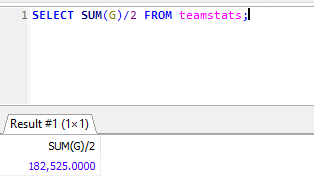 1 SELECT SUM(G)/2 FROM teamstats;
Result #1 (1×1)
SUM(G)/2
182,525.0000